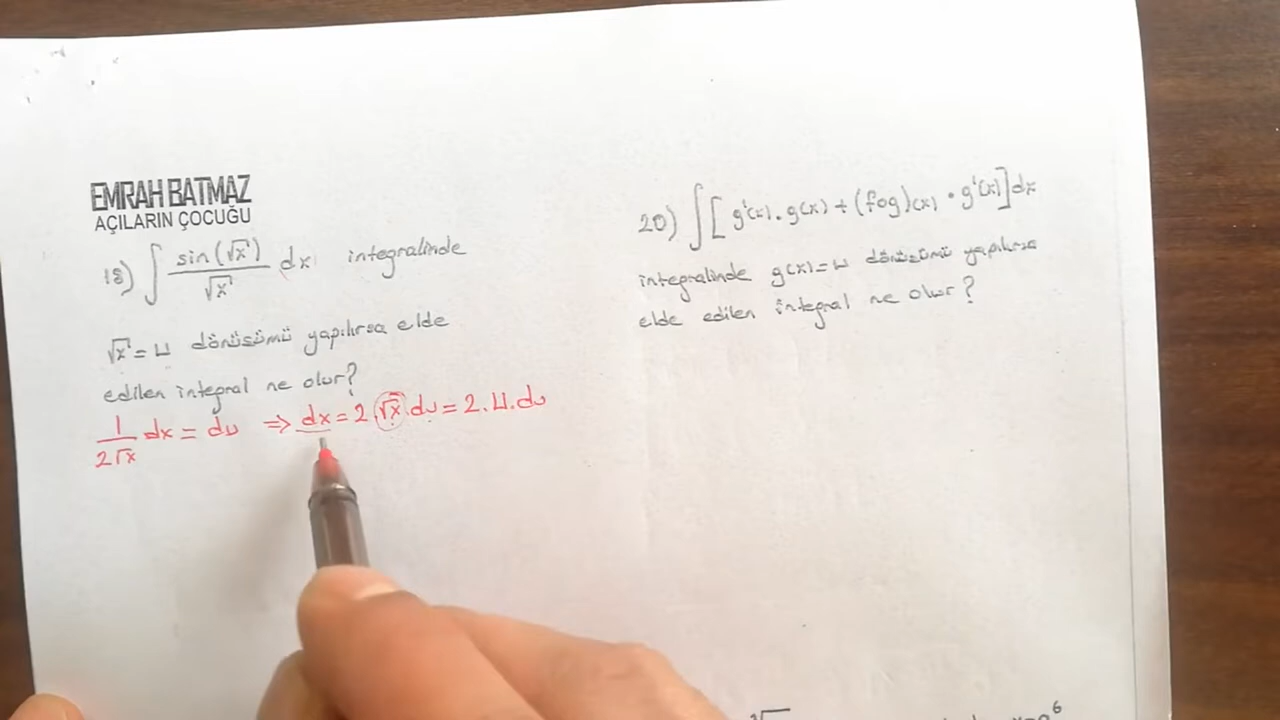 EMRAH BATMAZ
AÇILARIN ÇOCUĞU
18) ∫ sin(√x)/√x dx integralinde
√x = u dönüşümü yapılırsa elde
edilen integral ne olur?
1/(2√x) dx = du ⇒ dx = 2.√x.du = 2.u.du
20) ∫[g'(x).g(x) + (fog)(x) . g'(x)]dx
integralinde g(x) = u dönüşümü yapılırsa
elde edilen integral ne olur?